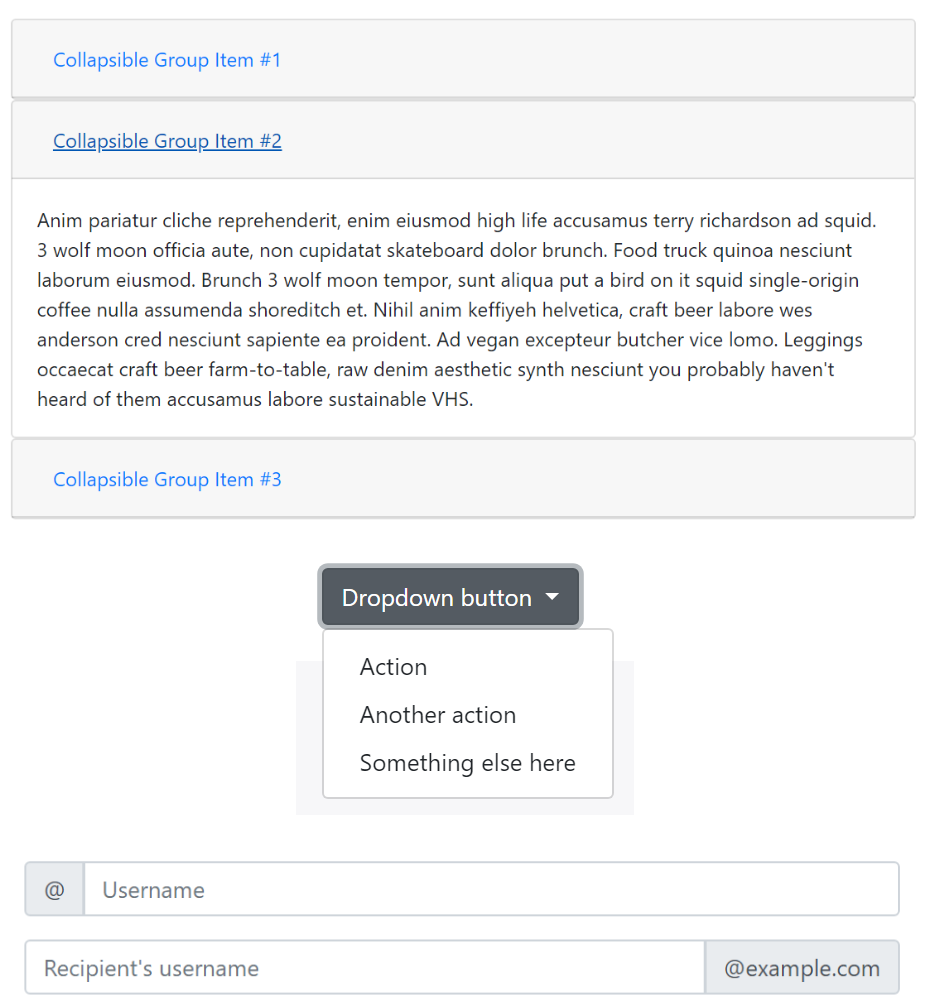 Collapsible Group Item #1
Collapsible Group Item #2
Anim pariatur cliche reprehenderit, enim eiusmod high life accusamus terry richardson ad squid.
3 wolf moon officia aute, non cupidatat skateboard dolor brunch. Food truck quinoa nesciunt
laborum eiusmod. Brunch 3 wolf moon tempor, sunt aliqua put a bird on it squid single-origin
coffee nulla assumenda shoreditch et. Nihil anim keffiyeh helvetica, craft beer labore wes
anderson cred nesciunt sapiente ea proident. Ad vegan excepteur butcher vice lomo. Leggings
occaecat craft beer farm-to-table, raw denim aesthetic synth nesciunt you probably haven't
heard of them accusamus labore sustainable VHS.
Collapsible Group Item #3
Dropdown button
Action
Another action
Something else here
@ Username
Recipient's username @example.com